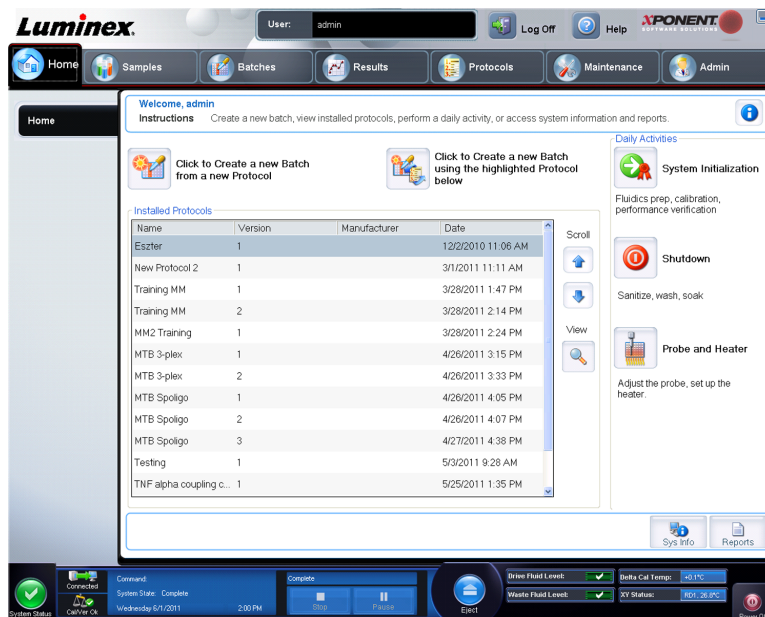 Luminex.
User: admin
Log Off
Help
XPONENT.
SOFTWARE SOLUTIONS
Home
Samples
Batches
Results
Protocols
Maintenance
Admin
Home
Welcome, admin
Instructions Create a new batch, view installed protocols, perform a daily activity, or access system information and reports.
Click to Create a new Batch
from a new Protocol
Click to Create a new Batch
using the highlighted Protocol
below
Installed Protocols
Name Version Manufacturer Date
Eszter 1 12/2/2010 11:06 AM
New Protocol 2 1 3/1/2011 11:11 AM
Training MM 1 3/28/2011 1:47 PM
Training MM 2 3/28/2011 2:14 PM
MM2 Training 1 3/28/2011 2:24 PM
MTB 3-plex 1 4/26/2011 3:15 PM
MTB 3-plex 2 4/26/2011 3:33 PM
MTB Spoligo 1 4/26/2011 4:05 PM
MTB Spoligo 2 4/26/2011 4:07 PM
MTB Spoligo 3 4/27/2011 4:38 PM
Testing 1 5/3/2011 9:28 AM
TNF alpha coupling c... 1 5/25/2011 1:35 PM
Scroll
View
Daily Activities
System Initialization
Fluidics prep, calibration,
performance verification
Shutdown
Sanitize, wash, soak
Probe and Heater
Adjust the probe, set up the
heater.
Sys Info
Reports
System Status
Connected
Cal/Ver Ok
Command:
System State: Complete
Wednesday 6/1/2011 2:00 PM
Complete
Stop
Pause
Eject
Drive Fluid Level:
Waste Fluid Level:
Delta Cal Temp: +0.1°C
XY Status: RD1, 26.8°C
Power O